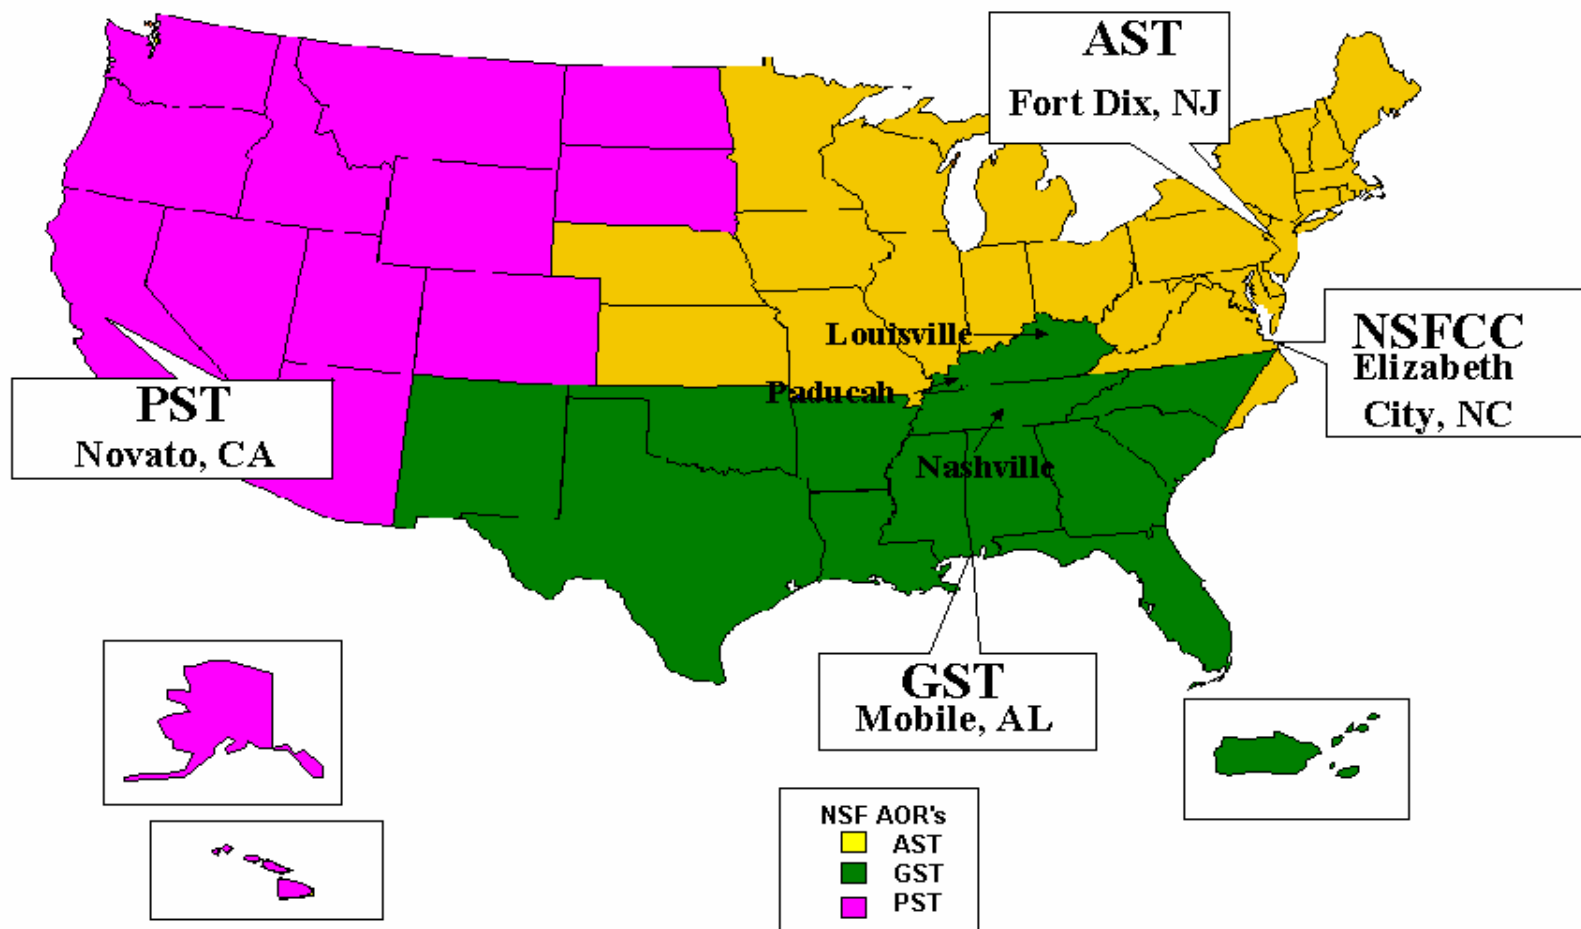 AST
Fort Dix, NJ
Louisville
NSFCC
Elizabeth
City, NC
Paducah
PST
Novato, CA
Nashville
GST
Mobile, AL
NSF AOR's
AST
GST
PST